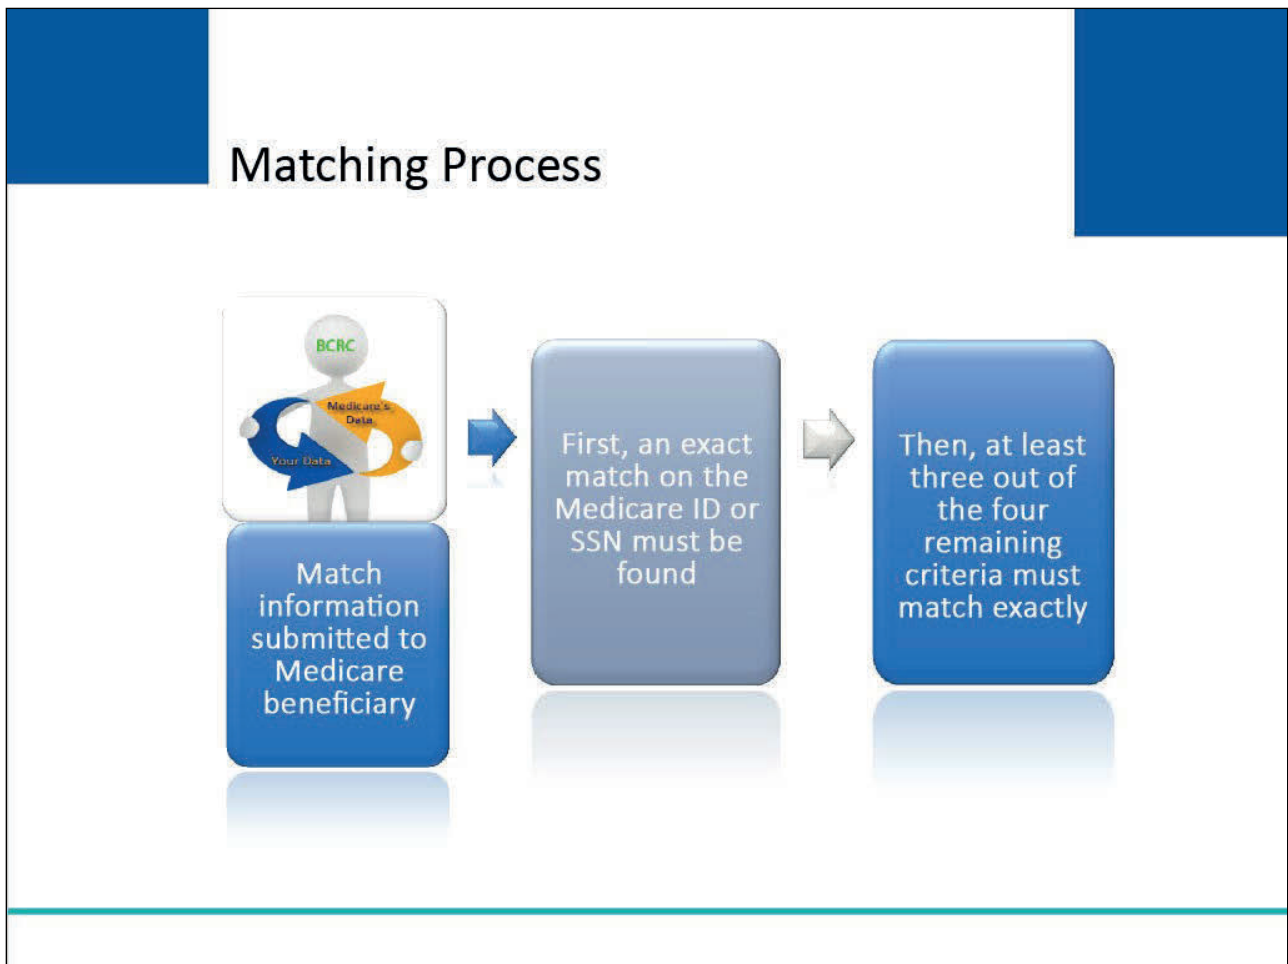 Matching Process
BCRC
Medicare's
Data
Your Data
Match
information
submitted to
Medicare
beneficiary
First, an exact
match on the
Medicare ID or
SSN must be
found
Then, at least
three out of
the four
remaining
criteria must
match exactly